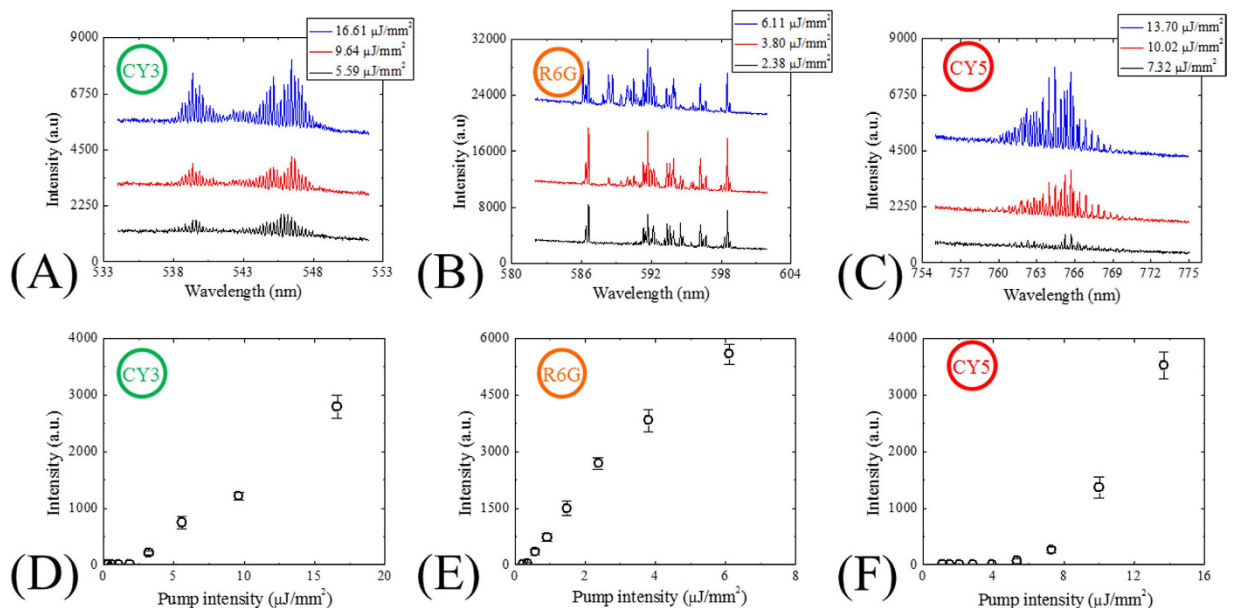 16.61 µJ/mm²
9.64 µJ/mm²
5.59 µJ/mm²
CY3
9000
6750
4500
2250
0
Intensity (a.u)
533 538 543 548 553
Wavelength (nm)
(A)
6.11 µJ/mm²
3.80 µJ/mm²
2.38 µJ/mm²
R6G
32000
24000
16000
8000
0
Intensity (a.u)
580 586 592 598 604
Wavelength (nm)
(B)
13.70 µJ/mm²
10.02 µJ/mm²
7.32 µJ/mm²
CY5
9000
6750
4500
2250
0
Intensity (a.u.)
754 757 760 763 766 769 772 775
Wavelength (nm)
(C)
CY3
4000
3000
2000
1000
0
Intensity (a.u.)
0 5 10 15 20
Pump intensity (µJ/mm²)
(D)
R6G
6000
4500
3000
1500
0
Intensity (a.u.)
0 2 4 6 8
Pump intensity (µJ/mm²)
(E)
CY5
4000
3000
2000
1000
0
Intensity (a.u.)
0 2 4 6 8 10 12 14 16
Pump intensity (µJ/mm²)
(F)